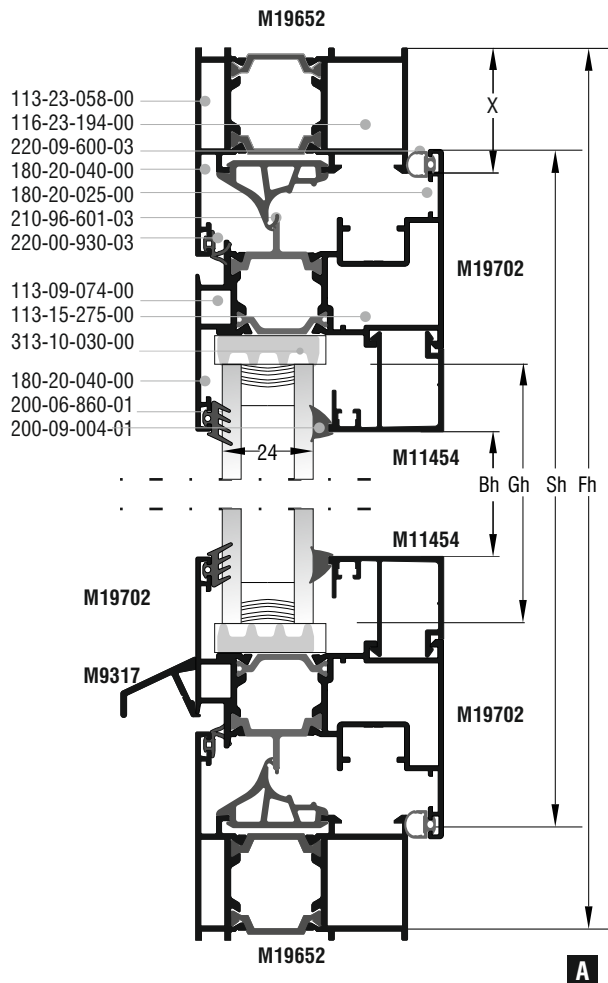 M19652
113-23-058-00
116-23-194-00
220-09-600-03
180-20-040-00
180-20-025-00
210-96-601-03
220-00-930-03
X
M19702
113-09-074-00
113-15-275-00
313-10-030-00
180-20-040-00
200-06-860-01
200-09-004-01
24
M11454
Bh Gh Sh Fh
M11454
M19702
M9317
M19702
M19652
A